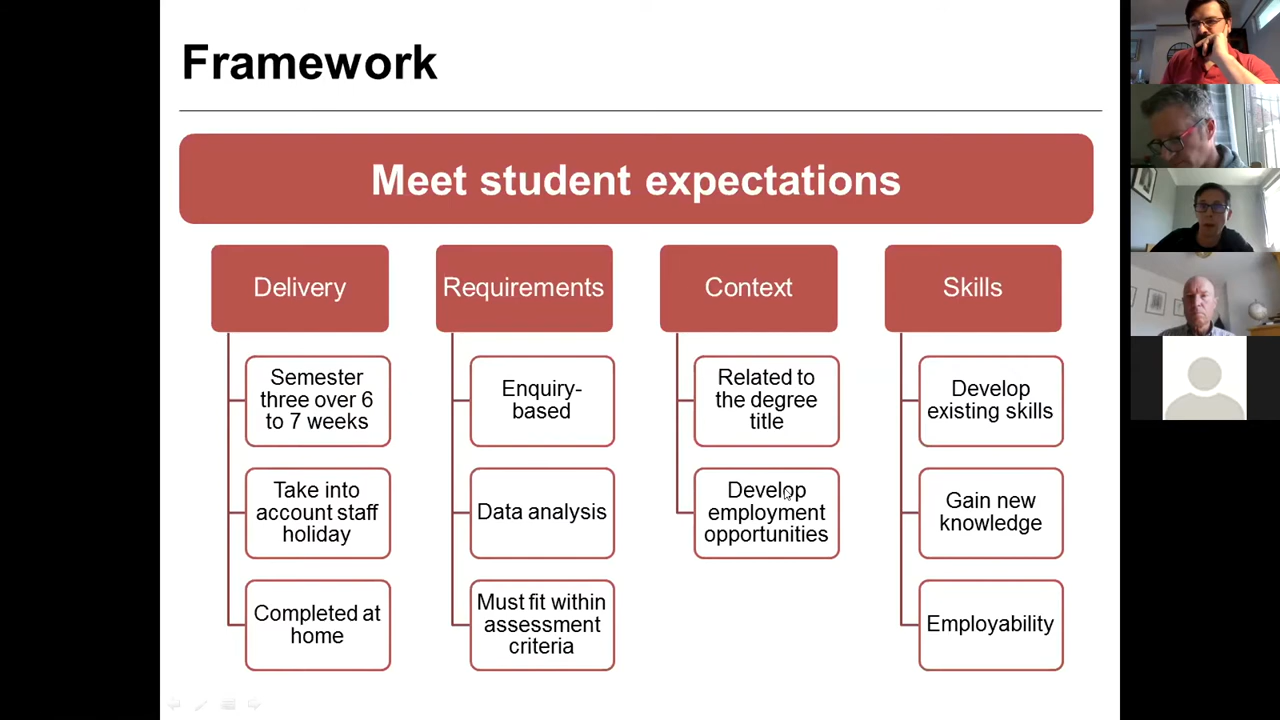 Framework
Meet student expectations
Delivery
Semester
three over 6
to 7 weeks
Take into
account staff
holiday
Completed at
home
Requirements
Enquiry-
based
Data analysis
Must fit within
assessment
criteria
Context
Related to
the degree
title
Develop
employment
opportunities
Skills
Develop
existing skills
Gain new
knowledge
Employability